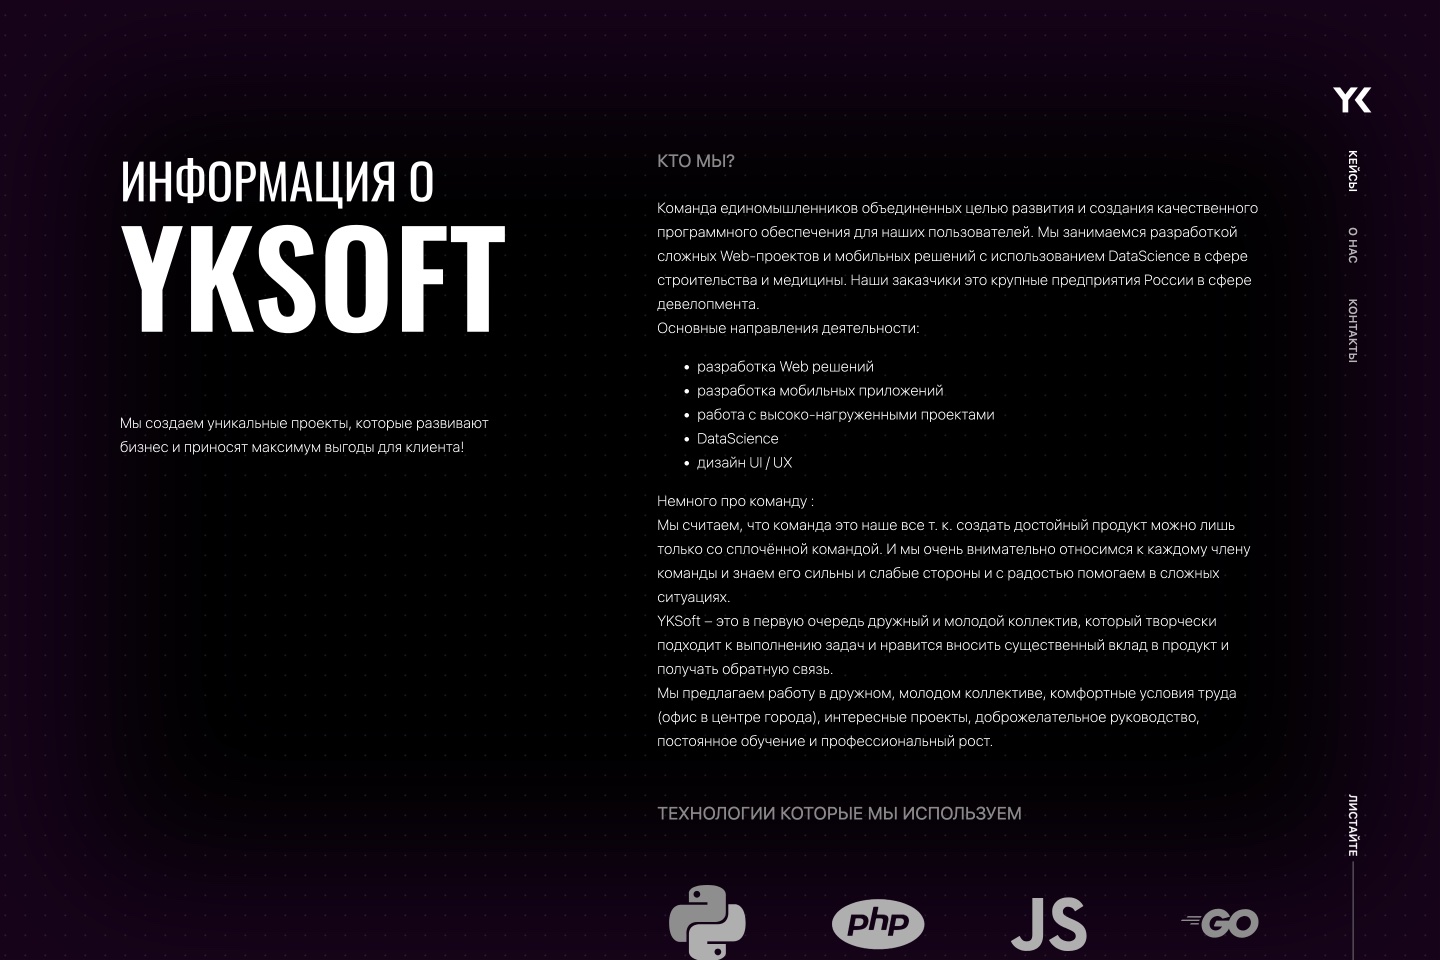 ИНФОРМАЦИЯ О
YKSOFT
Мы создаем уникальные проекты, которые развивают
бизнес и приносят максимум выгоды для клиента!
КТО МЫ?
Команда единомышленников объединенных целью развития и создания качественного
программного обеспечения для наших пользователей. Мы занимаемся разработкой
сложных Web-проектов и мобильных решений с использованием DataScience в сфере
строительства и медицины. Наши заказчики это крупные предприятия России в сфере
девелопмента.
Основные направления деятельности:
• разработка Web решений
• разработка мобильных приложений
• работа с высоко-нагруженными проектами
• DataScience
• дизайн UI / UX
Немного про команду :
Мы считаем, что команда это наше все т. к. создать достойный продукт можно лишь
только со сплочённой командой. И мы очень внимательно относимся к каждому члену
команды и знаем его сильны и слабые стороны и с радостью помогаем в сложных
ситуациях.
YKSoft – это в первую очередь дружный и молодой коллектив, который творчески
подходит к выполнению задач и нравится вносить существенный вклад в продукт и
получать обратную связь.
Мы предлагаем работу в дружном, молодом коллективе, комфортные условия труда
(офис в центре города), интересные проекты, доброжелательное руководство,
постоянное обучение и профессиональный рост.
ТЕХНОЛОГИИ КОТОРЫЕ МЫ ИСПОЛЬЗУЕМ
php
JS
GO
YK
КЕЙСЫ
О НАС
КОНТАКТЫ
ЛИСТАЙТЕ